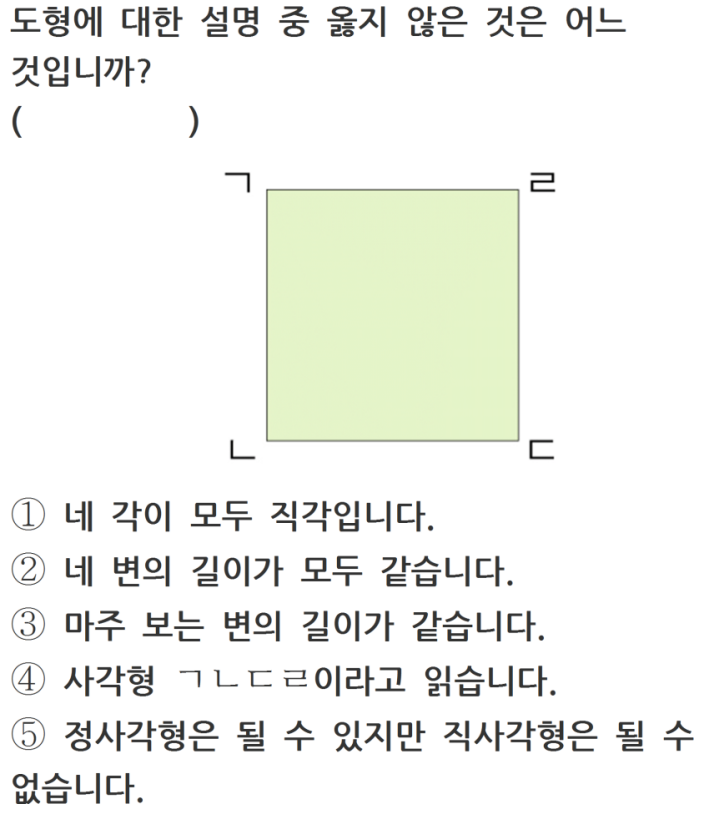 도형에 대한 설명 중 옳지 않은 것은 어느
것입니까?
(          )
ㄱ ㄹ
ㄴ ㄷ
① 네 각이 모두 직각입니다.
② 네 변의 길이가 모두 같습니다.
③ 마주 보는 변의 길이가 같습니다.
④ 사각형 ㄱㄴㄷㄹ이라고 읽습니다.
⑤ 정사각형은 될 수 있지만 직사각형은 될 수
없습니다.